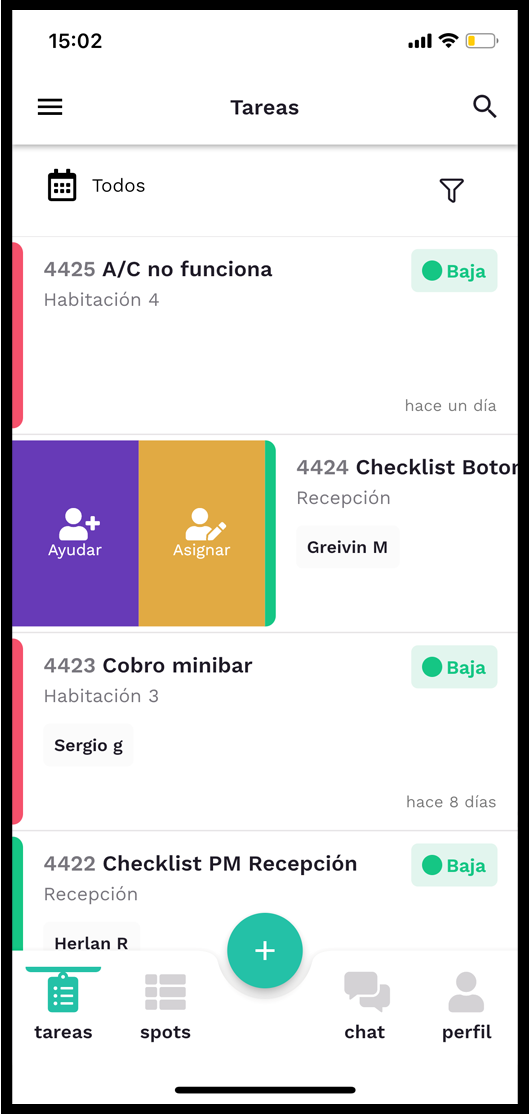 15:02
Tareas
Todos
4425 A/C no funciona
Baja
Habitación 4
hace un día
Ayudar
Asignar
4424 Checklist Boton
Recepción
Greivin M
4423 Cobro minibar
Baja
Habitación 3
Sergio g
hace 8 días
4422 Checklist PM Recepción
Baja
Recepción
Herlan R
+
tareas
spots
chat
perfil